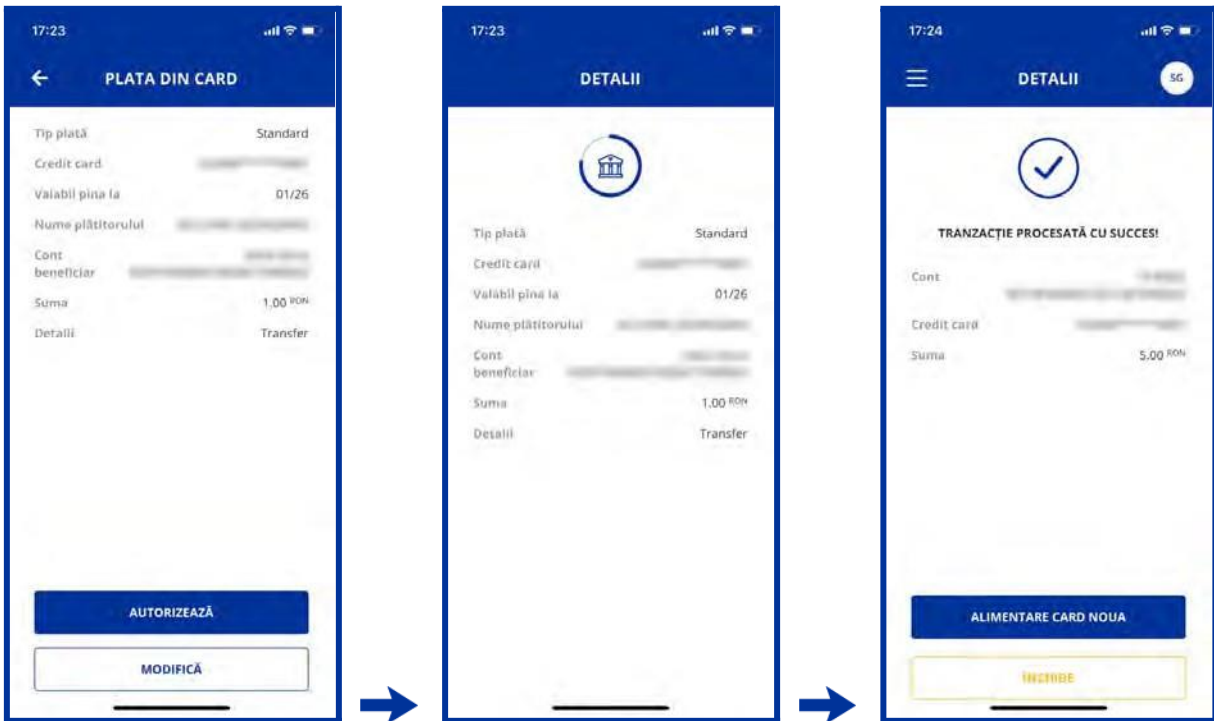 17:23
PLATA DIN CARD
Tip plată Standard
Credit card
Valabil pina la 01/26
Nume plătitorului
Cont
beneficiar
Suma 1.00 RON
Detalii Transfer
AUTORIZEAZĂ
MODIFICĂ
17:23
DETALII
Tip plată Standard
Credit card
Valabil pina la 01/26
Nume plătitorului
Cont
beneficiar
Suma 1.00 RON
Detalii Transfer
17:24
DETALII SG
TRANZACȚIE PROCESATĂ CU SUCCES!
Cont
Credit card
Suma 5.00 RON
ALIMENTARE CARD NOUA
ÎNCHIDE